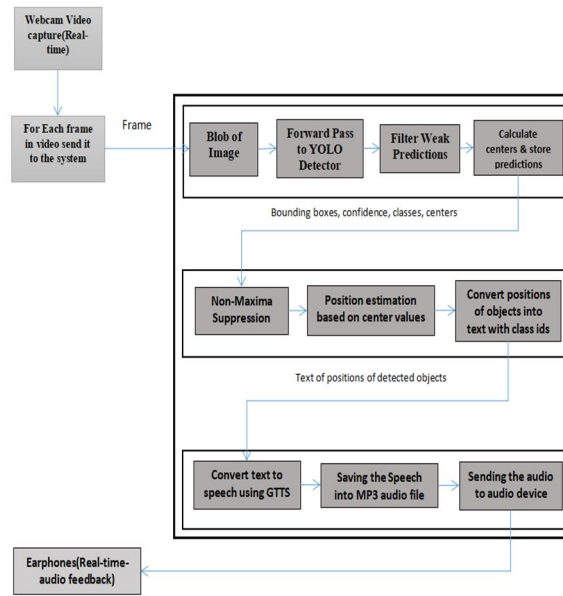 Webcam Video
capture(Real-
time)
For Each frame
in video send it
to the system
Frame
Blob of
Image
Forward Pass
to YOLO
Detector
Filter Weak
Predictions
Calculate
centers & store
predictions
Bounding boxes, confidence, classes, centers
Non-Maxima
Suppression
Position estimation
based on center
values
Convert positions
of objects into
text with class ids
Text of positions of detected objects
Convert text to
speech using GTTS
Saving the Speech
into MP3 audio file
Sending the audio
to audio device
Earphones(Real-time-
audio feedback)